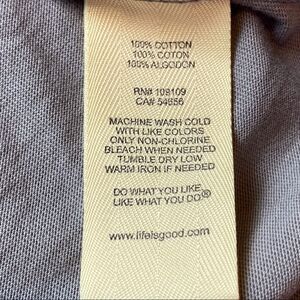 100% COTTON
100% COTON
100% ALGODON
RN# 109109
CA# 54656
MACHINE WASH COLD
WITH LIKE COLORS
ONLY NON-CHLORINE
BLEACH WHEN NEEDED
TUMBLE DRY LOW
WARM IRON IF NEEDED
DO WHAT YOU LIKE.
LIKE WHAT YOU DO.®
www.lifeisgood.com